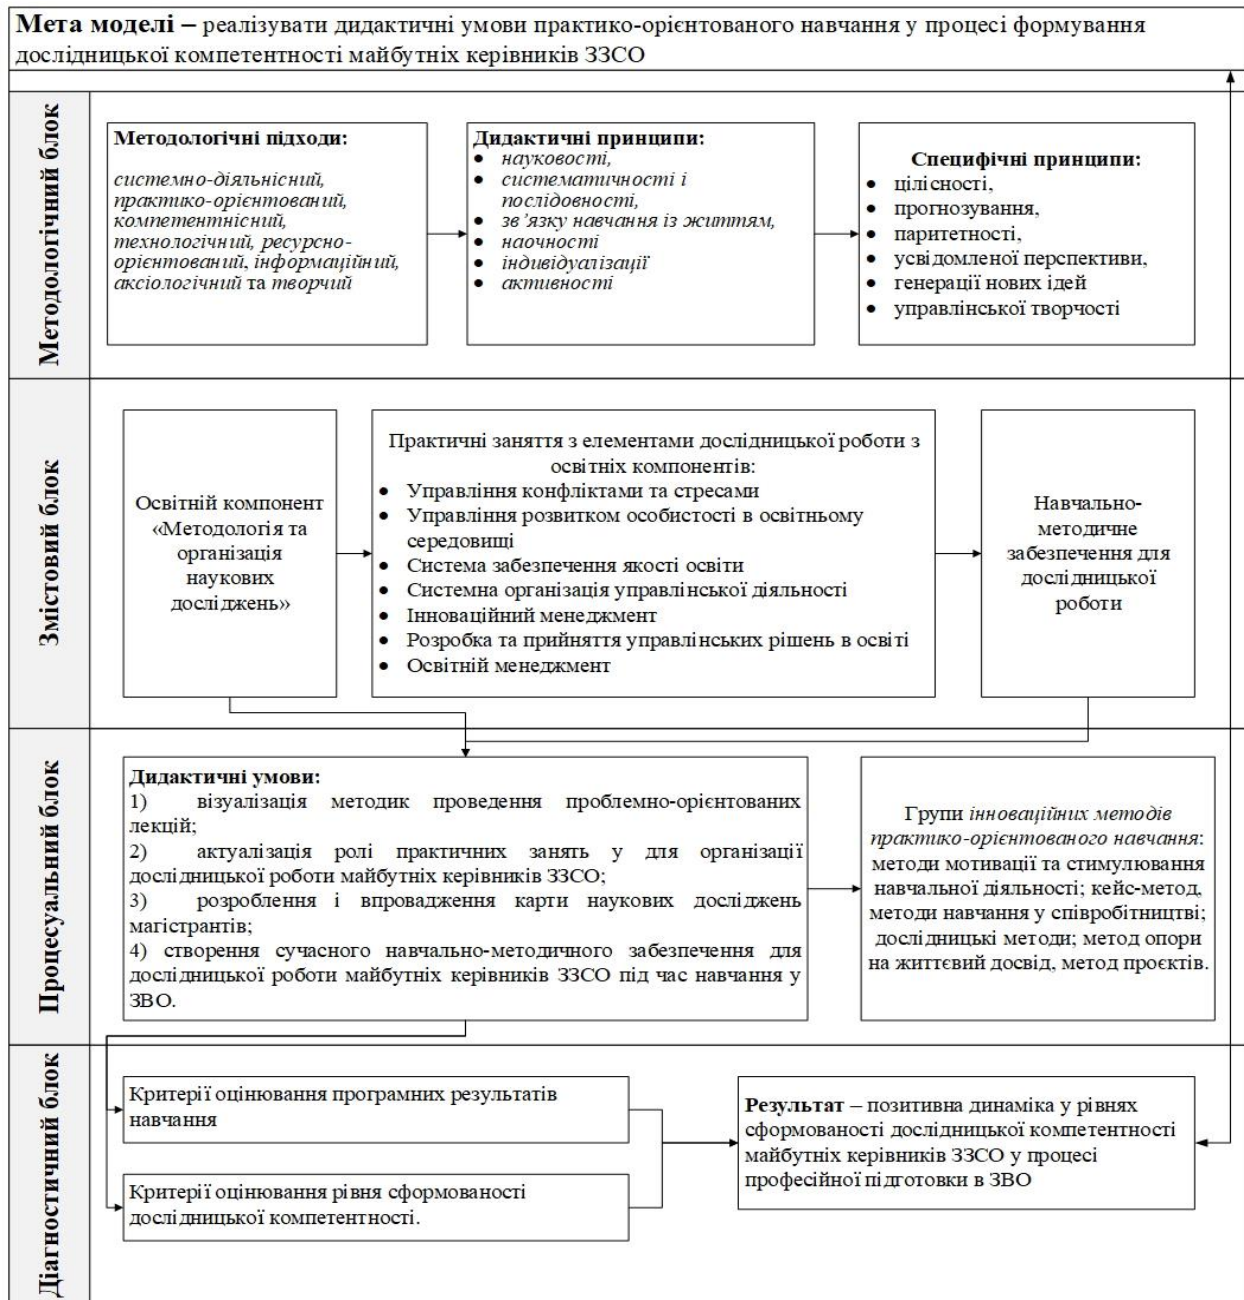 Мета моделі – реалізувати дидактичні умови практико-орієнтованого навчання у процесі формування
дослідницької компетентності майбутніх керівників ЗЗСО
Методологічний блок
Методологічні підходи:
системно-діяльнісний,
практико-орієнтований,
компетентнісний,
технологічний, ресурсно-
орієнтований, інформаційний,
аксіологічний та творчий
Дидактичні принципи:
• науковості,
• систематичності і
послідовності,
• зв’язку навчання із життям,
• наочності
• індивідуалізації
• активності
Специфічні принципи:
• цілісності,
• прогнозування,
• паритетності,
• усвідомленої перспективи,
• генерації нових ідей
• управлінської творчості
Змістовий блок
Освітній компонент
«Методологія та
організація
наукових
досліджень»
Практичні заняття з елементами дослідницької роботи з
освітніх компонентів:
• Управління конфліктами та стресами
• Управління розвитком особистості в освітньому
середовищі
• Система забезпечення якості освіти
• Системна організація управлінської діяльності
• Інноваційний менеджмент
• Розробка та прийняття управлінських рішень в освіті
• Освітній менеджмент
Навчально-
методичне
забезпечення для
дослідницької
роботи
Процесуальний блок
Дидактичні умови:
1) візуалізація методик проведення проблемно-орієнтованих
лекцій;
2) актуалізація ролі практичних занять у для організації
дослідницької роботи майбутніх керівників ЗЗСО;
3) розроблення і впровадження карти наукових досліджень
магістрантів;
4) створення сучасного навчально-методичного забезпечення для
дослідницької роботи майбутніх керівників ЗЗСО під час навчання у
ЗВО.
Групи інноваційних методів
практико-орієнтованого навчання:
методи мотивації та стимулювання
навчальної діяльності; кейс-метод,
методи навчання у співробітництві;
дослідницькі методи; метод опори
на життєвий досвід, метод проєктів.
Діагностичний блок
Критерії оцінювання програмних результатів
навчання
Критерії оцінювання рівня сформованості
дослідницької компетентності.
Результат – позитивна динаміка у рівнях
сформованості дослідницької компетентності
майбутніх керівників ЗЗСО у процесі
професійної підготовки в ЗВО